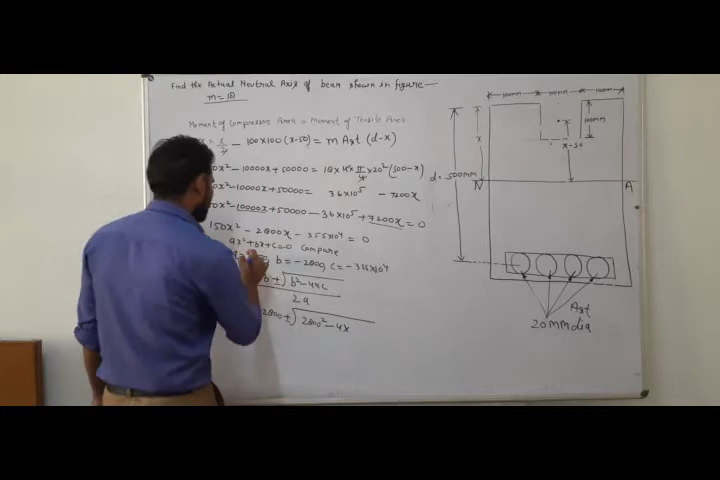 Find the Actual Neutral Axis of beam shown in figure —
m = 18
Moment of Compressive Area = Moment of Tensile Area
- 100x100 (x-50) = m Ast (d-x)
x² - 10000x + 50000 = 18 x 4 x π/4 x 20² (500-x)
x² - 10000x + 50000 = 36x10⁵ - 7200x
x² - 10000x + 50000 - 36x10⁵ + 7200x = 0
150x² - 2800x - 355x10⁴ = 0
ax² + bx + c = 0 Compare
b = -2800, c = -355x10⁴
± √b² - 4ac
2a
2800 ± √2800² - 4x
100mm
100mm
100mm
100mm
x
x-50
d = 500mm
N
A
Ast
20mm dia